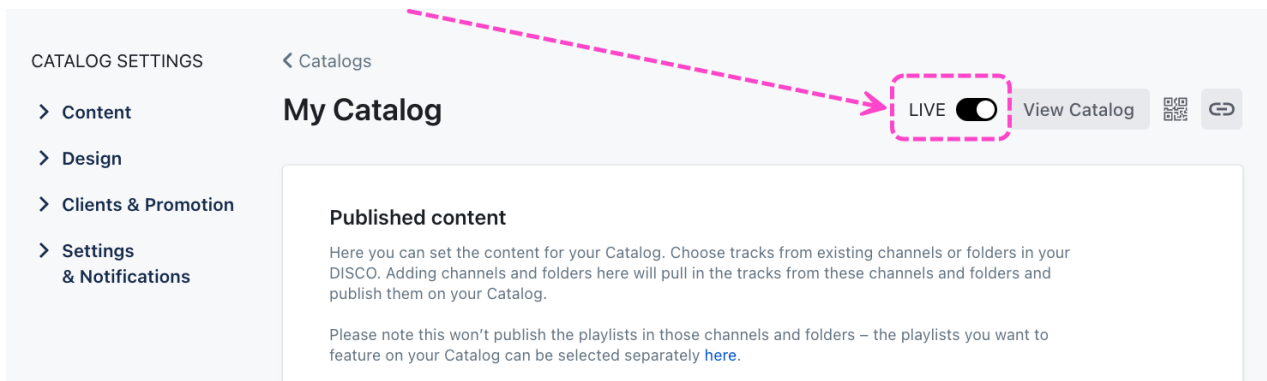 CATALOG SETTINGS
Content
Design
Clients & Promotion
Settings
& Notifications
Catalogs
My Catalog
LIVE
View Catalog
Published content
Here you can set the content for your Catalog. Choose tracks from existing channels or folders in your
DISCO. Adding channels and folders here will pull in the tracks from these channels and folders and
publish them on your Catalog.
Please note this won’t publish the playlists in those channels and folders – the playlists you want to
feature on your Catalog can be selected separately here.